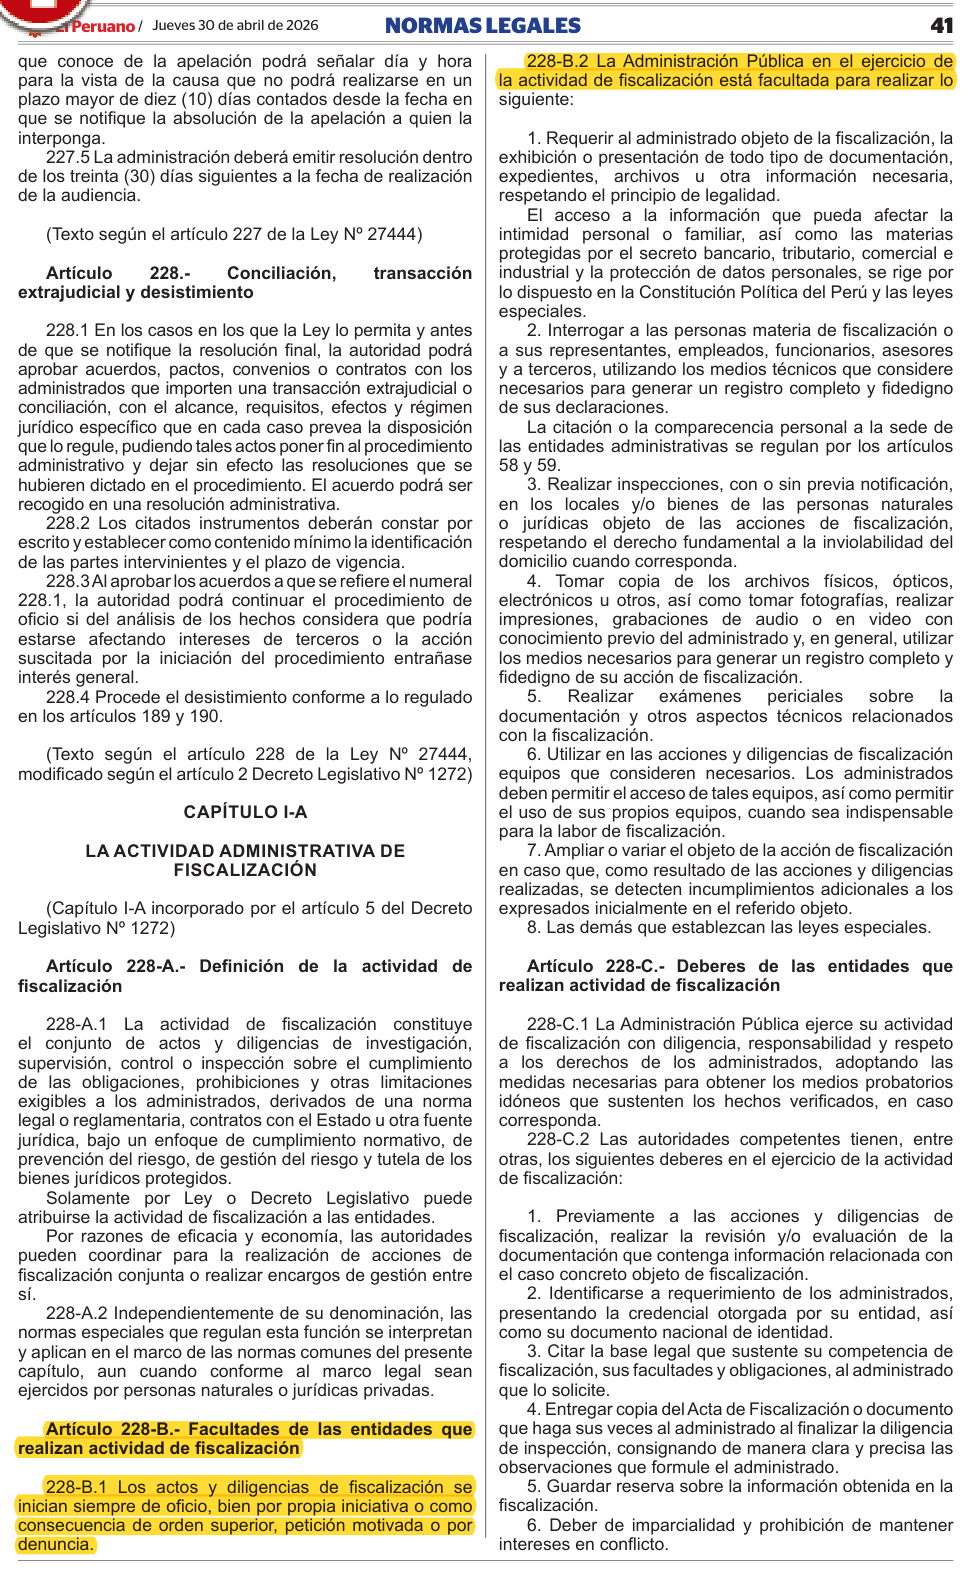 El Peruano / Jueves 30 de abril de 2026
NORMAS LEGALES
41
que conoce de la apelación podrá señalar día y hora
para la vista de la causa que no podrá realizarse en un
plazo mayor de diez (10) días contados desde la fecha en
que se notifique la absolución de la apelación a quien la
interponga.
227.5 La administración deberá emitir resolución dentro
de los treinta (30) días siguientes a la fecha de realización
de la audiencia.
(Texto según el artículo 227 de la Ley Nº 27444)
Artículo 228.- Conciliación, transacción
extrajudicial y desistimiento
228.1 En los casos en los que la Ley lo permita y antes
de que se notifique la resolución final, la autoridad podrá
aprobar acuerdos, pactos, convenios o contratos con los
administrados que importen una transacción extrajudicial o
conciliación, con el alcance, requisitos, efectos y régimen
jurídico específico que en cada caso prevea la disposición
que lo regule, pudiendo tales actos poner fin al procedimiento
administrativo y dejar sin efecto las resoluciones que se
hubieren dictado en el procedimiento. El acuerdo podrá ser
recogido en una resolución administrativa.
228.2 Los citados instrumentos deberán constar por
escrito y establecer como contenido mínimo la identificación
de las partes intervinientes y el plazo de vigencia.
228.3 Al aprobar los acuerdos a que se refiere el numeral
228.1, la autoridad podrá continuar el procedimiento de
oficio si del análisis de los hechos considera que podría
estarse afectando intereses de terceros o la acción
suscitada por la iniciación del procedimiento entrañase
interés general.
228.4 Procede el desistimiento conforme a lo regulado
en los artículos 189 y 190.
(Texto según el artículo 228 de la Ley Nº 27444,
modificado según el artículo 2 Decreto Legislativo Nº 1272)
CAPÍTULO I-A
LA ACTIVIDAD ADMINISTRATIVA DE
FISCALIZACIÓN
(Capítulo I-A incorporado por el artículo 5 del Decreto
Legislativo Nº 1272)
Artículo 228-A.- Definición de la actividad de
fiscalización
228-A.1 La actividad de fiscalización constituye
el conjunto de actos y diligencias de investigación,
supervisión, control o inspección sobre el cumplimiento
de las obligaciones, prohibiciones y otras limitaciones
exigibles a los administrados, derivados de una norma
legal o reglamentaria, contratos con el Estado u otra fuente
jurídica, bajo un enfoque de cumplimiento normativo, de
prevención del riesgo, de gestión del riesgo y tutela de los
bienes jurídicos protegidos.
Solamente por Ley o Decreto Legislativo puede
atribuirse la actividad de fiscalización a las entidades.
Por razones de eficacia y economía, las autoridades
pueden coordinar para la realización de acciones de
fiscalización conjunta o realizar encargos de gestión entre
sí.
228-A.2 Independientemente de su denominación, las
normas especiales que regulan esta función se interpretan
y aplican en el marco de las normas comunes del presente
capítulo, aun cuando conforme al marco legal sean
ejercidos por personas naturales o jurídicas privadas.
Artículo 228-B.- Facultades de las entidades que
realizan actividad de fiscalización
228-B.1 Los actos y diligencias de fiscalización se
inician siempre de oficio, bien por propia iniciativa o como
consecuencia de orden superior, petición motivada o por
denuncia.
228-B.2 La Administración Pública en el ejercicio de
la actividad de fiscalización está facultada para realizar lo
siguiente:
1. Requerir al administrado objeto de la fiscalización, la
exhibición o presentación de todo tipo de documentación,
expedientes, archivos u otra información necesaria,
respetando el principio de legalidad.
El acceso a la información que pueda afectar la
intimidad personal o familiar, así como las materias
protegidas por el secreto bancario, tributario, comercial e
industrial y la protección de datos personales, se rige por
lo dispuesto en la Constitución Política del Perú y las leyes
especiales.
2. Interrogar a las personas materia de fiscalización o
a sus representantes, empleados, funcionarios, asesores
y a terceros, utilizando los medios técnicos que considere
necesarios para generar un registro completo y fidedigno
de sus declaraciones.
La citación o la comparecencia personal a la sede de
las entidades administrativas se regulan por los artículos
58 y 59.
3. Realizar inspecciones, con o sin previa notificación,
en los locales y/o bienes de las personas naturales
o jurídicas objeto de las acciones de fiscalización,
respetando el derecho fundamental a la inviolabilidad del
domicilio cuando corresponda.
4. Tomar copia de los archivos físicos, ópticos,
electrónicos u otros, así como tomar fotografías, realizar
impresiones, grabaciones de audio o en video con
conocimiento previo del administrado y, en general, utilizar
los medios necesarios para generar un registro completo y
fidedigno de su acción de fiscalización.
5. Realizar exámenes periciales sobre la
documentación y otros aspectos técnicos relacionados
con la fiscalización.
6. Utilizar en las acciones y diligencias de fiscalización
equipos que consideren necesarios. Los administrados
deben permitir el acceso de tales equipos, así como permitir
el uso de sus propios equipos, cuando sea indispensable
para la labor de fiscalización.
7. Ampliar o variar el objeto de la acción de fiscalización
en caso que, como resultado de las acciones y diligencias
realizadas, se detecten incumplimientos adicionales a los
expresados inicialmente en el referido objeto.
8. Las demás que establezcan las leyes especiales.
Artículo 228-C.- Deberes de las entidades que
realizan actividad de fiscalización
228-C.1 La Administración Pública ejerce su actividad
de fiscalización con diligencia, responsabilidad y respeto
a los derechos de los administrados, adoptando las
medidas necesarias para obtener los medios probatorios
idóneos que sustenten los hechos verificados, en caso
corresponda.
228-C.2 Las autoridades competentes tienen, entre
otras, los siguientes deberes en el ejercicio de la actividad
de fiscalización:
1. Previamente a las acciones y diligencias de
fiscalización, realizar la revisión y/o evaluación de la
documentación que contenga información relacionada con
el caso concreto objeto de fiscalización.
2. Identificarse a requerimiento de los administrados,
presentando la credencial otorgada por su entidad, así
como su documento nacional de identidad.
3. Citar la base legal que sustente su competencia de
fiscalización, sus facultades y obligaciones, al administrado
que lo solicite.
4. Entregar copia del Acta de Fiscalización o documento
que haga sus veces al administrado al finalizar la diligencia
de inspección, consignando de manera clara y precisa las
observaciones que formule el administrado.
5. Guardar reserva sobre la información obtenida en la
fiscalización.
6. Deber de imparcialidad y prohibición de mantener
intereses en conflicto.